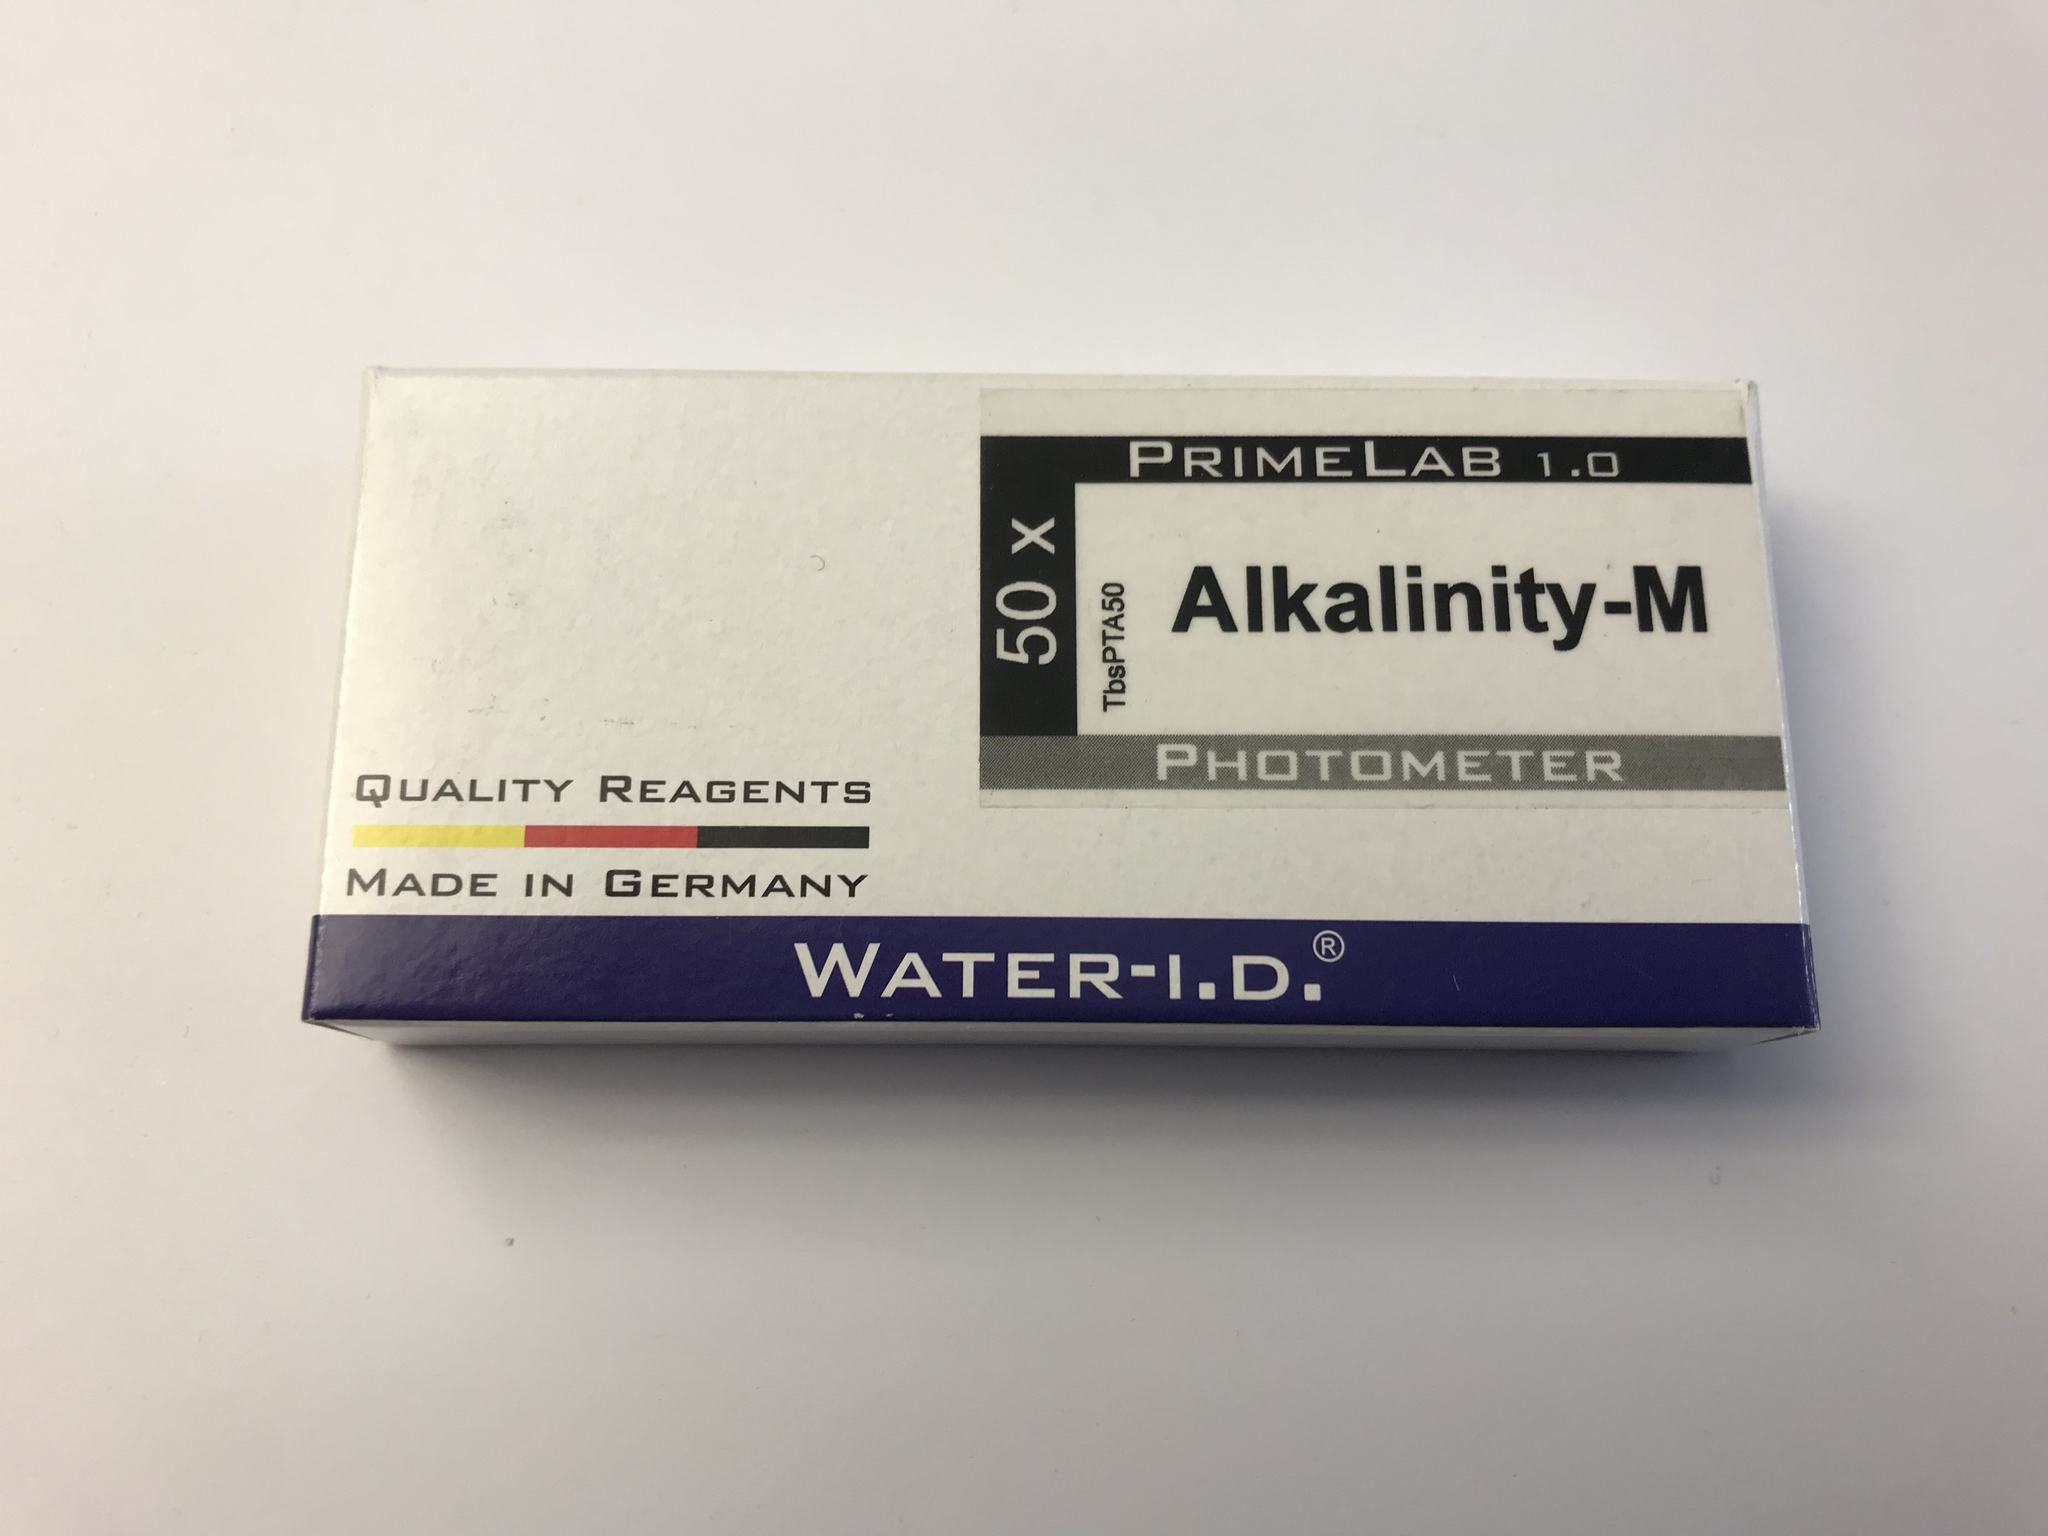 PRIMELAB 1.0
50 x
TbsPTA50
Alkalinity-M
PHOTOMETER
QUALITY REAGENTS
MADE IN GERMANY
WATER-I.D.®